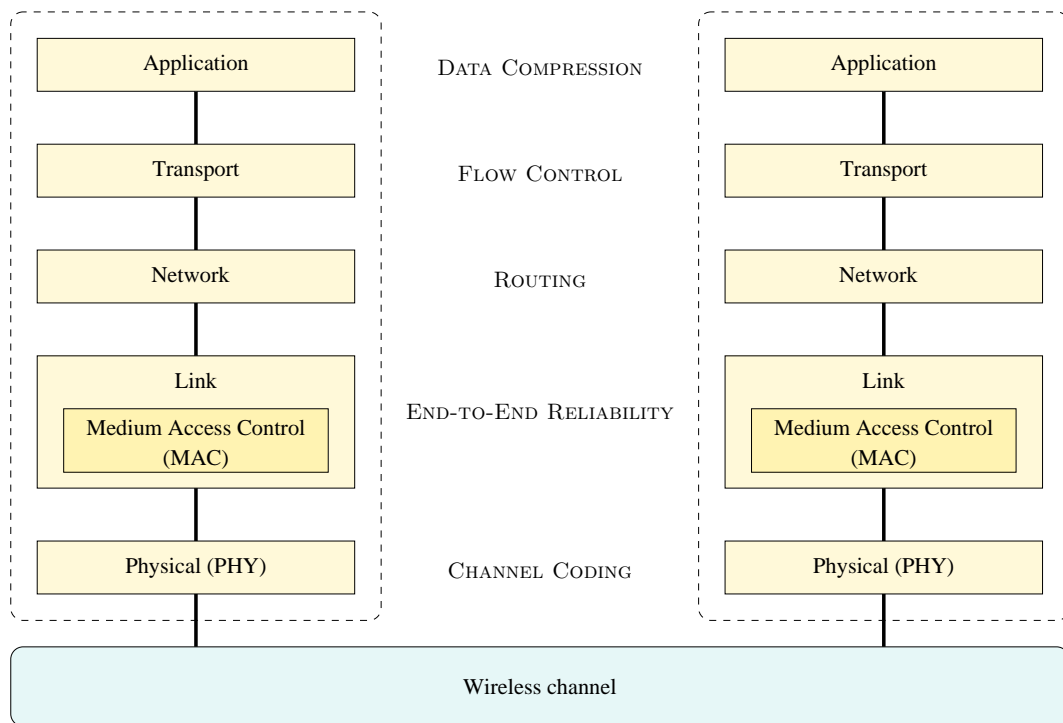 Application
DATA COMPRESSION
Application
Transport
FLOW CONTROL
Transport
Network
ROUTING
Network
Link
Medium Access Control
(MAC)
END-TO-END RELIABILITY
Link
Medium Access Control
(MAC)
Physical (PHY)
CHANNEL CODING
Physical (PHY)
Wireless channel